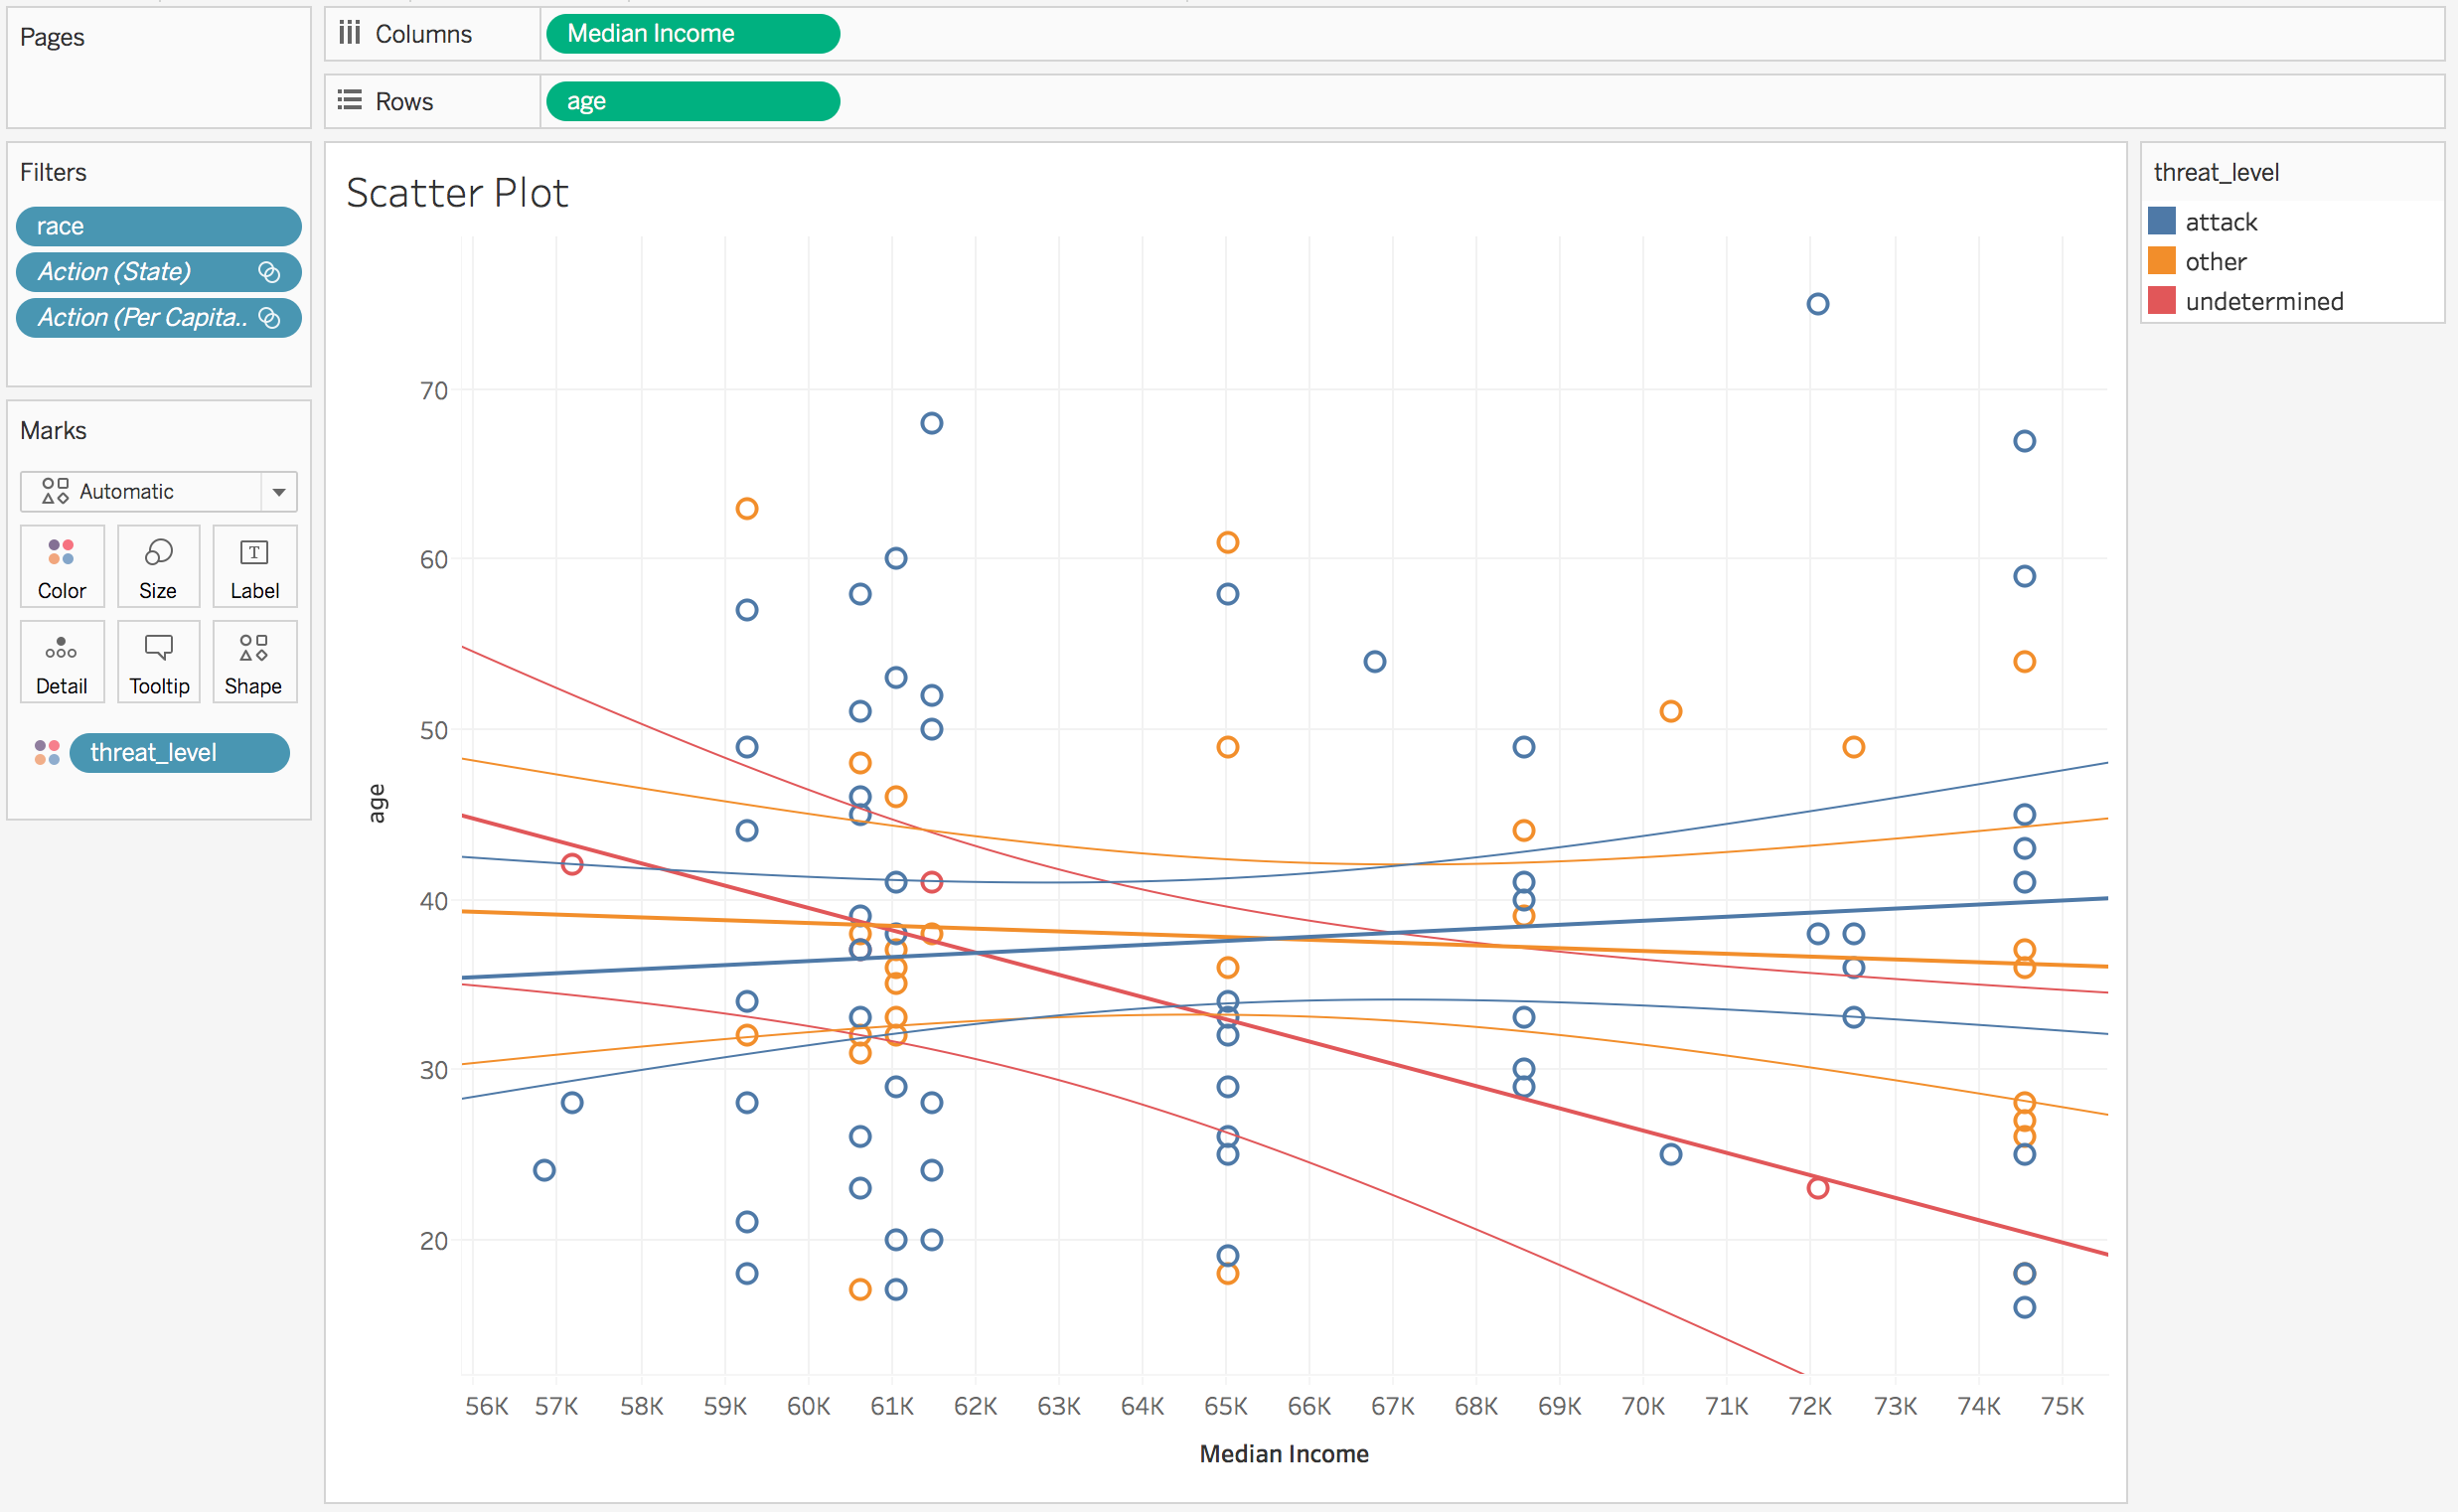 Pages
Columns
Median Income
Rows
age
Filters
race
Action (State)
Action (Per Capita..
Marks
Automatic
Color
Size
T
Label
Detail
Tooltip
Shape
threat_level
Scatter Plot
70
60
50
40
30
20
age
56K 57K 58K 59K 60K 61K 62K 63K 64K 65K 66K 67K 68K 69K 70K 71K 72K 73K 74K 75K
Median Income
threat_level
attack
other
undetermined